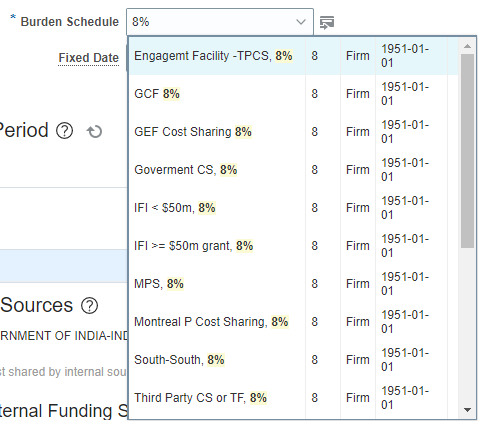 * Burden Schedule 8%
Fixed Date
Engagemt Facility -TPCS, 8% 8 Firm 1951-01-
01
GCF 8% 8 Firm 1951-01-
01
GEF Cost Sharing 8% 8 Firm 1951-01-
01
Goverment CS, 8% 8 Firm 1951-01-
01
IFI < $50m, 8% 8 Firm 1951-01-
01
IFI >= $50m grant, 8% 8 Firm 1951-01-
01
MPS, 8% 8 Firm 1951-01-
01
Montreal P Cost Sharing, 8% 8 Firm 1951-01-
01
South-South, 8% 8 Firm 1951-01-
01
Third Party CS or TF, 8% 8 Firm 1951-01-
01
Period ?
Sources ?
RNMENT OF INDIA-IND
st shared by internal sou
ternal Funding S